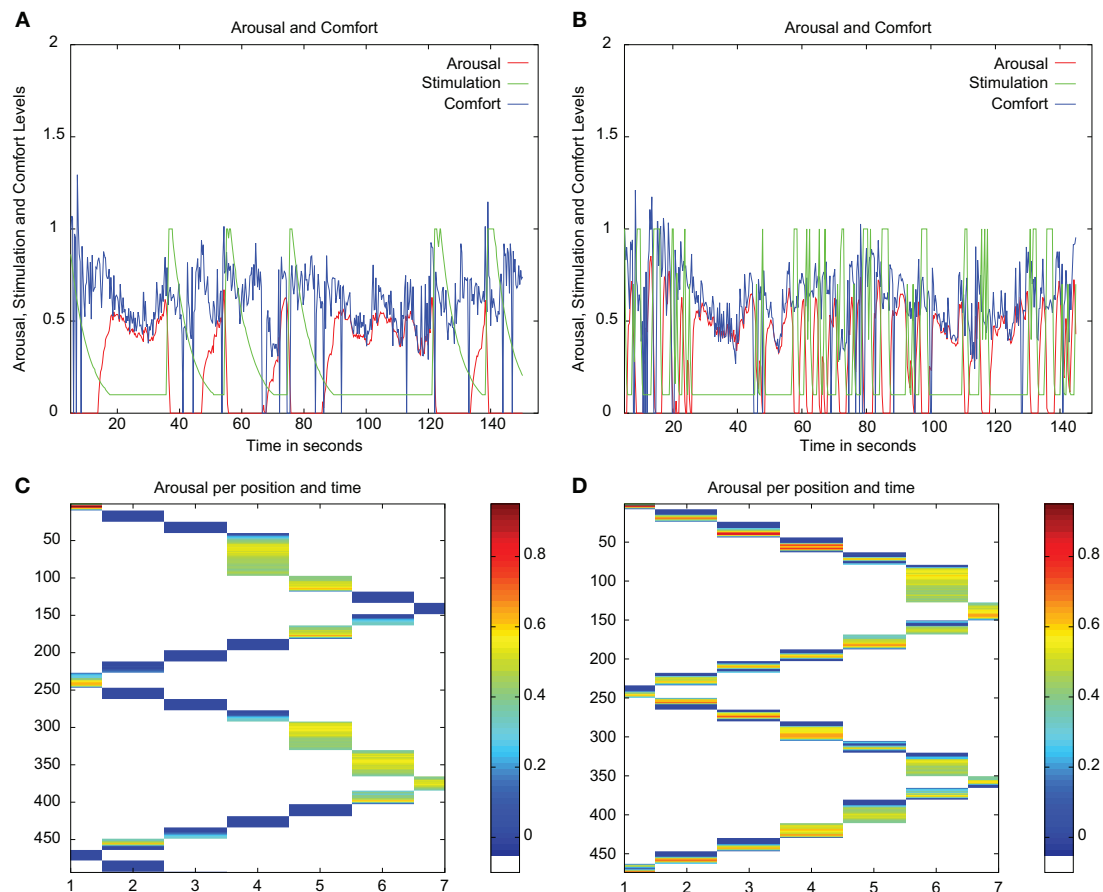 A
Arousal and Comfort
Arousal, Stimulation and Comfort Levels
2
1.5
1
0.5
0
Arousal
Stimulation
Comfort
20 40 60 80 100 120 140
Time in seconds
B
Arousal and Comfort
Arousal, Stimulation and Comfort Levels
2
1.5
1
0.5
0
Arousal
Stimulation
Comfort
20 40 60 80 100 120 140
Time in seconds
C
Arousal per position and time
50
100
150
200
250
300
350
400
450
1 2 3 4 5 6 7
0.8
0.6
0.4
0.2
0
D
Arousal per position and time
50
100
150
200
250
300
350
400
450
1 2 3 4 5 6 7
0.8
0.6
0.4
0.2
0